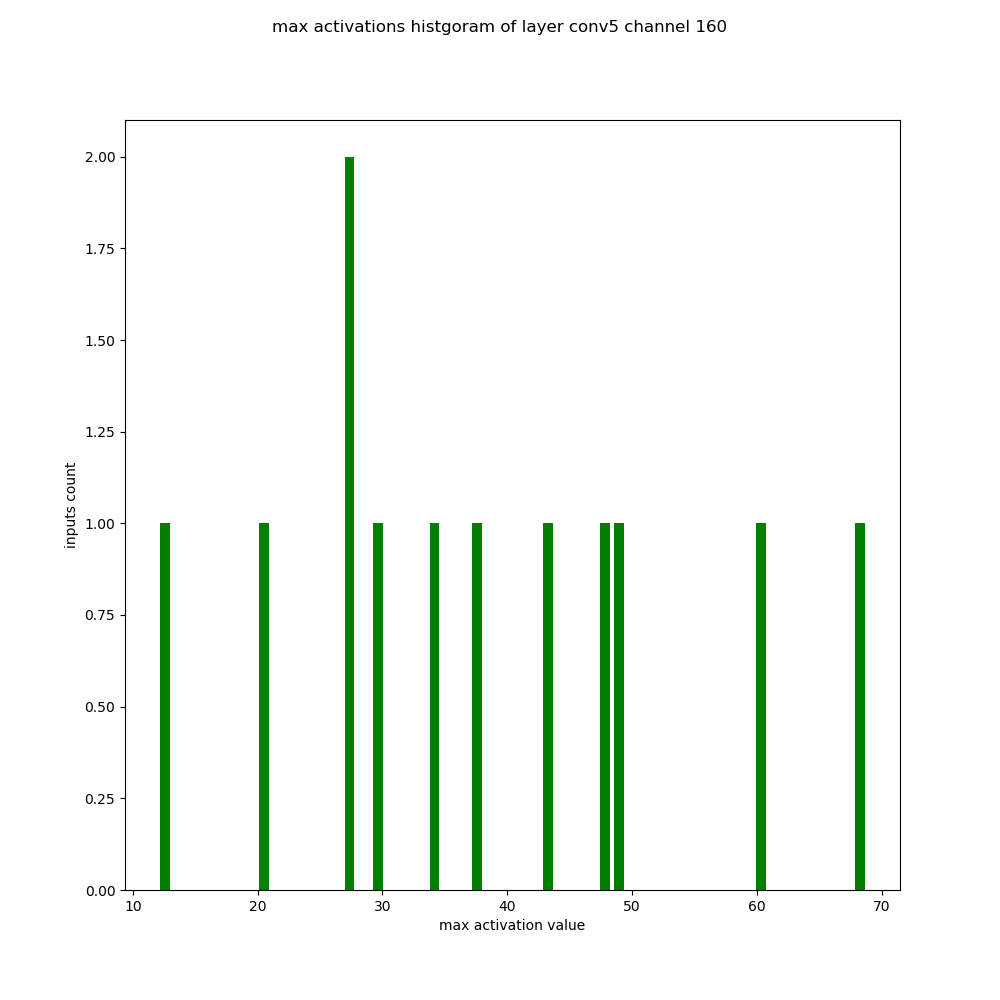 max activations histgoram of layer conv5 channel 160
2.00
1.75
1.50
1.25
1.00
0.75
0.50
0.25
0.00
inputs count
10 20 30 40 50 60 70
max activation value